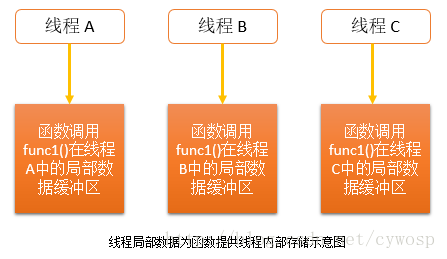 线程 A
线程 B
线程 C
函数调用
func1()在线程
A中的局部数
据缓冲区
函数调用
func1()在线程
B中的局部数
据缓冲区
函数调用
func1()在线程
C中的局部数
据缓冲区
线程局部数据为函数提供线程内部存储示意图
net/cywosp